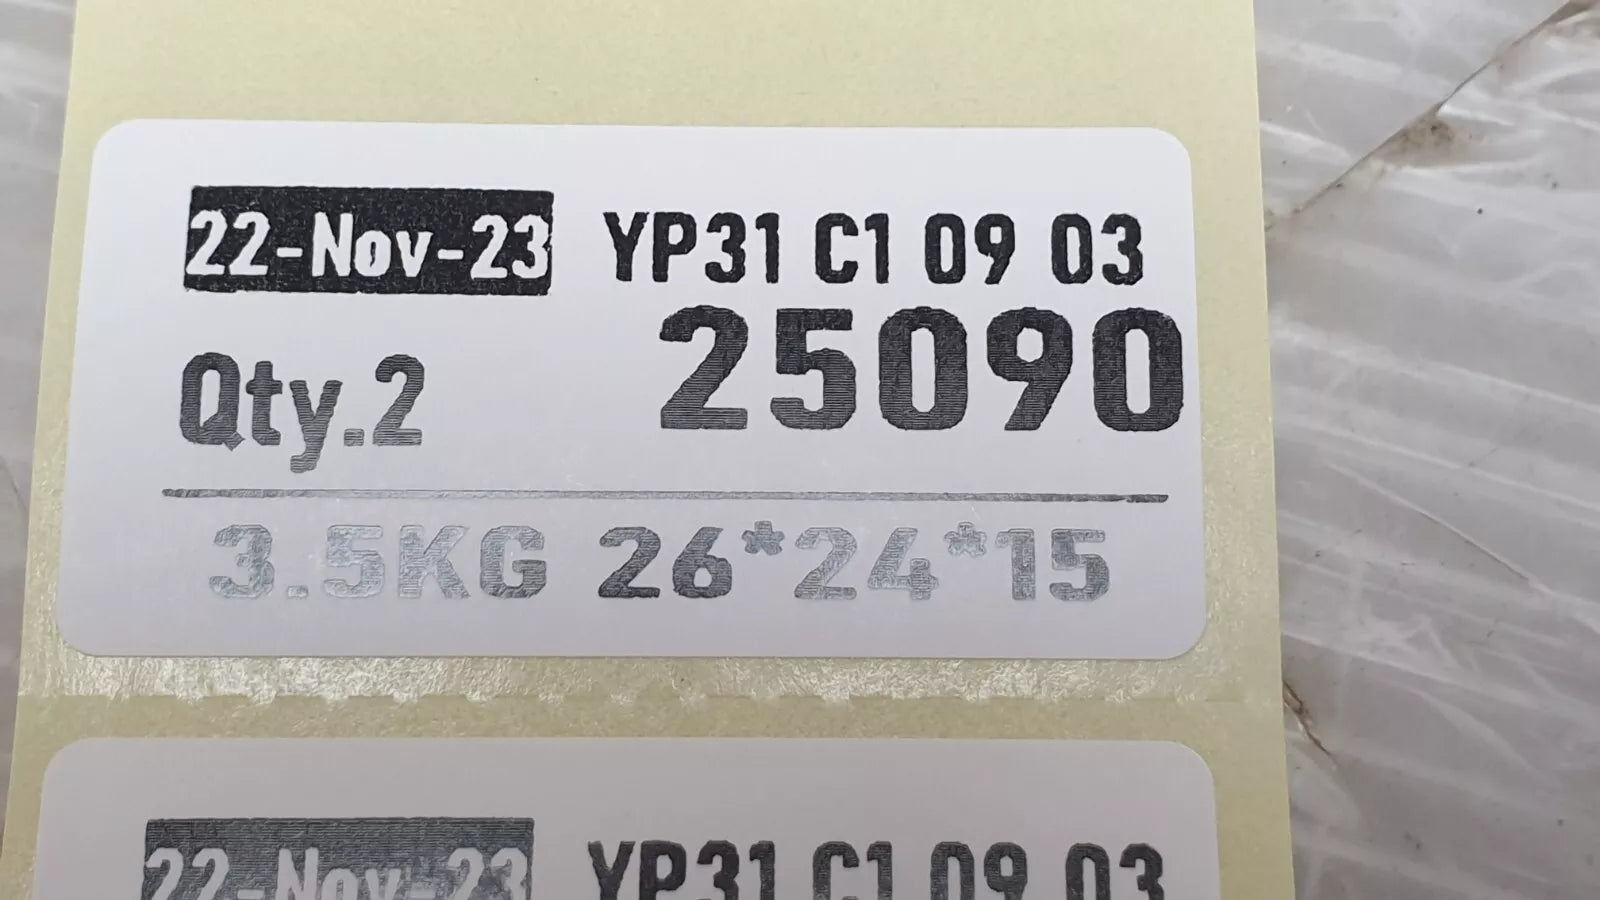 22-Nov-23 YP31 C1 09 03
25090
Qty.2
3.5KG 26*24*15
22-Nov-23 YP31 C1 09 03